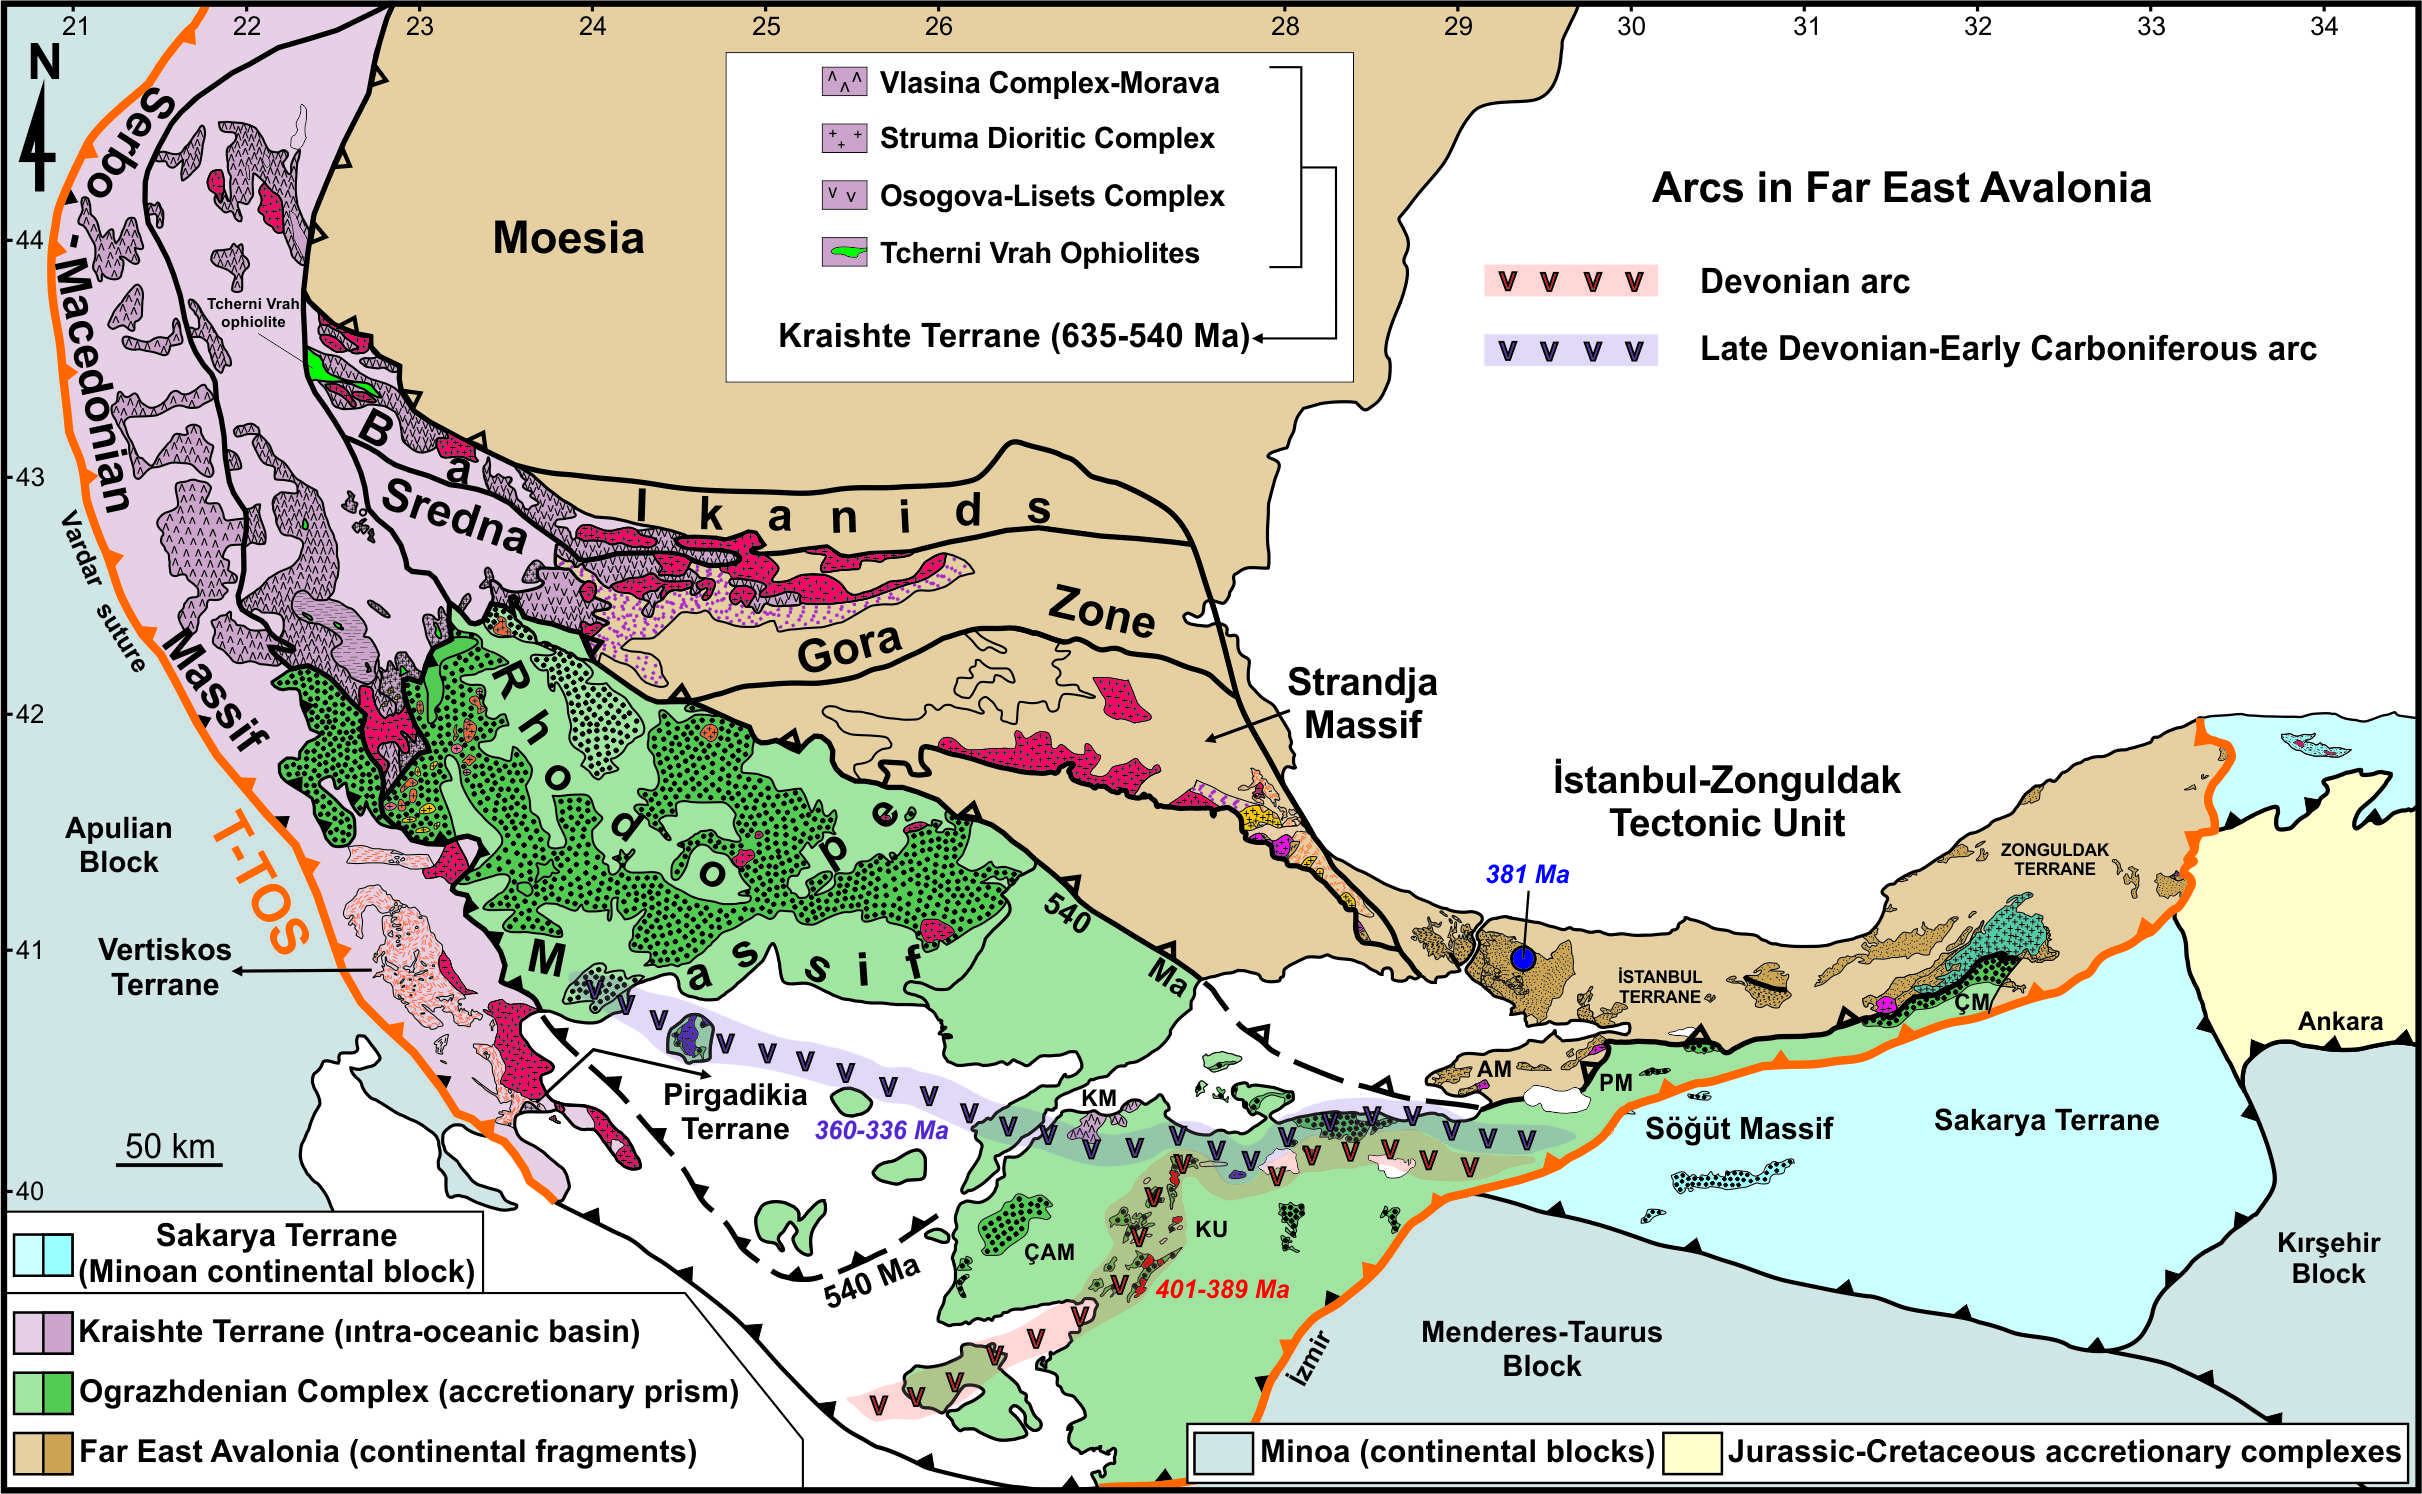 21 22 23 24 25 26 28 29 30 31 32 33 34
N
44
43
42
41
40
Vlasina Complex-Morava
Struma Dioritic Complex
Osogova-Lisets Complex
Tcherni Vrah Ophiolites
Kraishte Terrane (635-540 Ma)
Arcs in Far East Avalonia
V V V V Devonian arc
V V V V Late Devonian-Early Carboniferous arc
Moesia
Serbo-Macedonian Massif
Tcherni Vrah
ophiolite
Balkanids
Sredna Gora Zone
Vardar suture
Rhodope Massif
Strandja
Massif
İstanbul-Zonguldak
Tectonic Unit
Apulian
Block
T-TOS
540 Ma
381 Ma
ZONGULDAK
TERRANE
Vertiskos
Terrane
İSTANBUL
TERRANE
ÇM
Ankara
AM
PM
KM
Pirgadikia
Terrane
360-336 Ma
50 km
Söğüt Massif
Sakarya Terrane
KU
ÇAM
401-389 Ma
540 Ma
Kırşehir
Block
Menderes-Taurus
Block
İzmir
Sakarya Terrane
(Minoan continental block)
Kraishte Terrane (ıntra-oceanic basin)
Ograzhdenian Complex (accretionary prism)
Far East Avalonia (continental fragments)
Minoa (continental blocks)
Jurassic-Cretaceous accretionary complexes